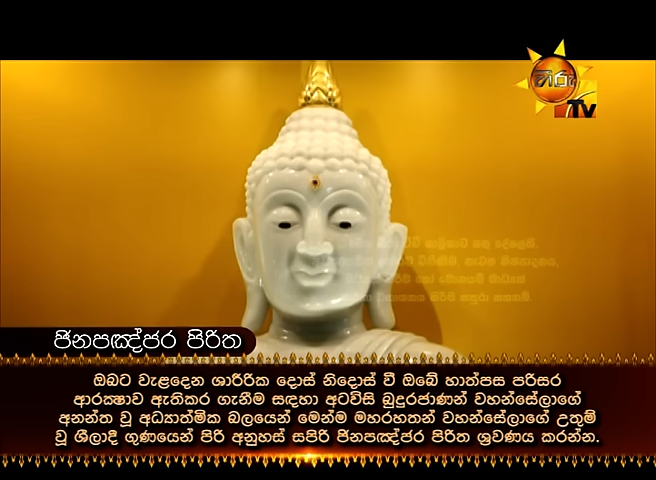 හිරු
Tv
ජිනපඤ්ජර පිරිත
ඔබට වැළදෙන ශාරීරික දොස් නිදොස් වී ඔබේ හාත්පස පරිසර
ආරක්‍ෂාව ඇතිකර ගැනීම සඳහා අටවිසි බුදුරජාණන් වහන්සේලාගේ
අනන්ත වූ අධ්‍යාත්මික බලයෙන් මෙන්ම මහරහතන් වහන්සේලාගේ උතුම්
වූ ශීලාදී ගුණයෙන් පිරි අනුහස් සපිරි ජිනපඤ්ජර පිරිත ශ්‍රවණය කරන්න.